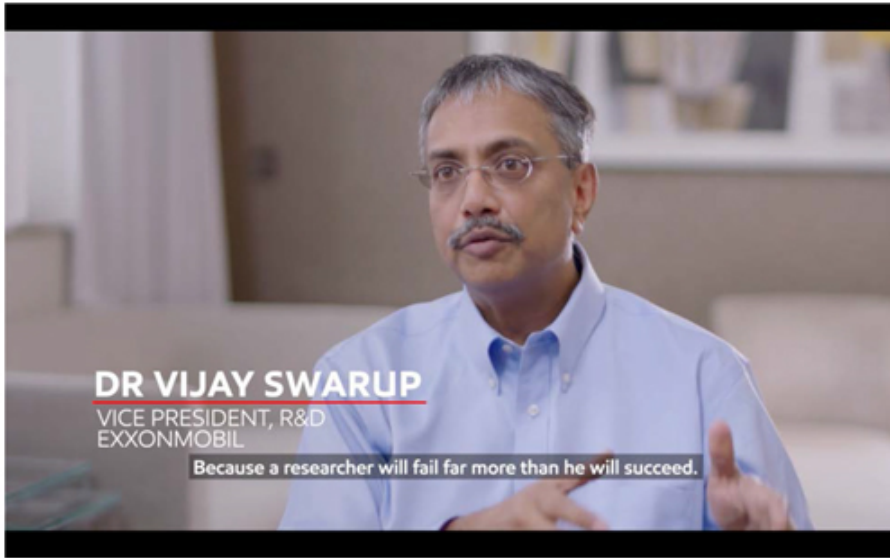 DR VIJAY SWARUP
VICE PRESIDENT, R&D
EXXONMOBIL
Because a researcher will fail far more than he will succeed.